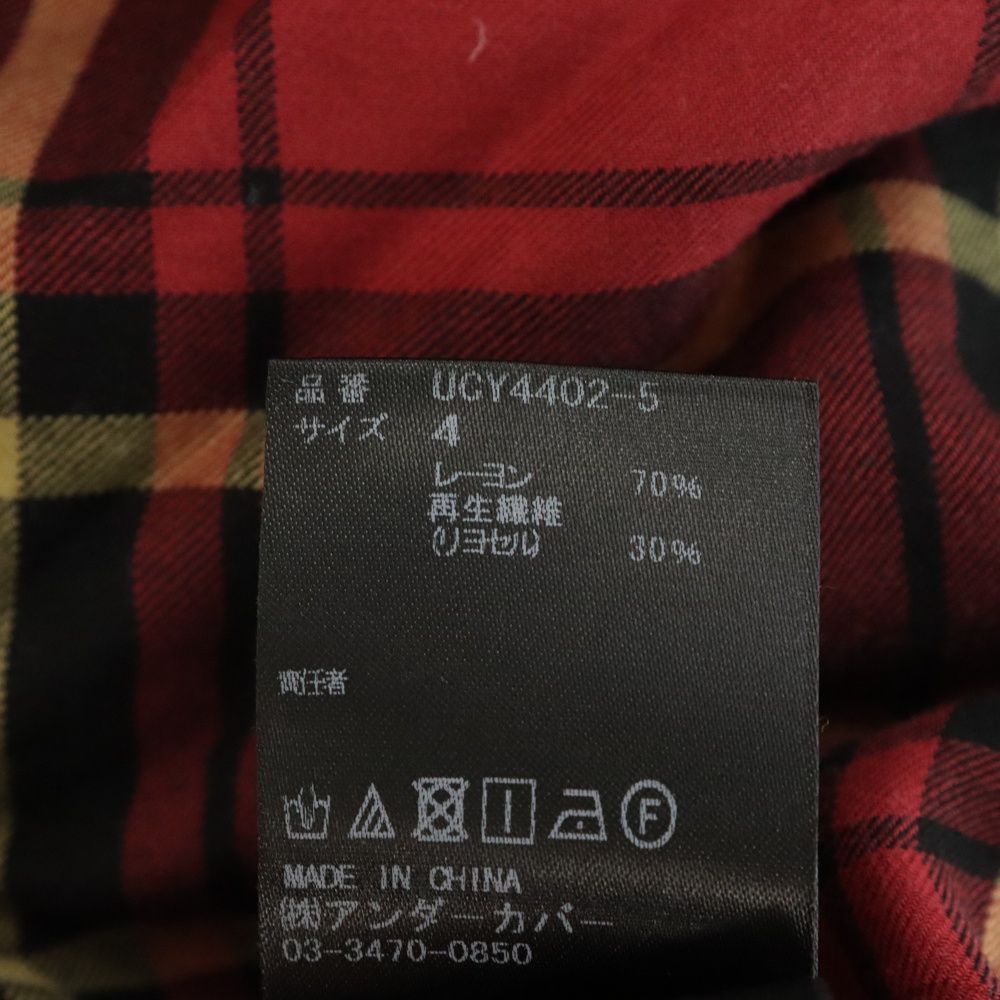 品番 UCY4402-5
サイズ 4
レーヨン 70%
再生繊維
(リヨセル) 30%
責任者
F
MADE IN CHINA
(株)アンダーカバー
03-3470-0850